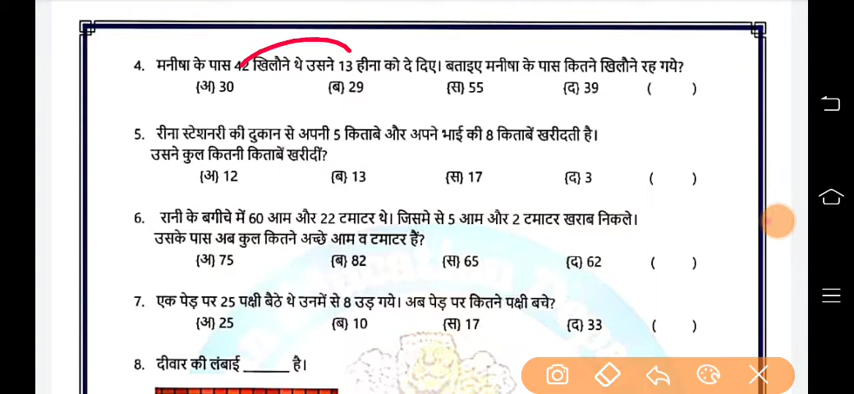 4. मनीषा के पास 42 खिलौने थे उसने 13 हीना को दे दिए। बताइए मनीषा के पास कितने खिलौने रह गये?
(अ) 30 (ब) 29 (स) 55 (द) 39 ( )
5. रीना स्टेशनरी की दुकान से अपनी 5 किताबे और अपने भाई की 8 किताबें खरीदती है।
उसने कुल कितनी किताबें खरीदीं?
(अ) 12 (ब) 13 (स) 17 (द) 3 ( )
6. रानी के बगीचे में 60 आम और 22 टमाटर थे। जिसमे से 5 आम और 2 टमाटर खराब निकले।
उसके पास अब कुल कितने अच्छे आम व टमाटर हैं?
(अ) 75 (ब) 82 (स) 65 (द) 62 ( )
7. एक पेड़ पर 25 पक्षी बैठे थे उनमें से 8 उड़ गये। अब पेड़ पर कितने पक्षी बचे?
(अ) 25 (ब) 10 (स) 17 (द) 33 ( )
8. दीवार की लंबाई ______ है।